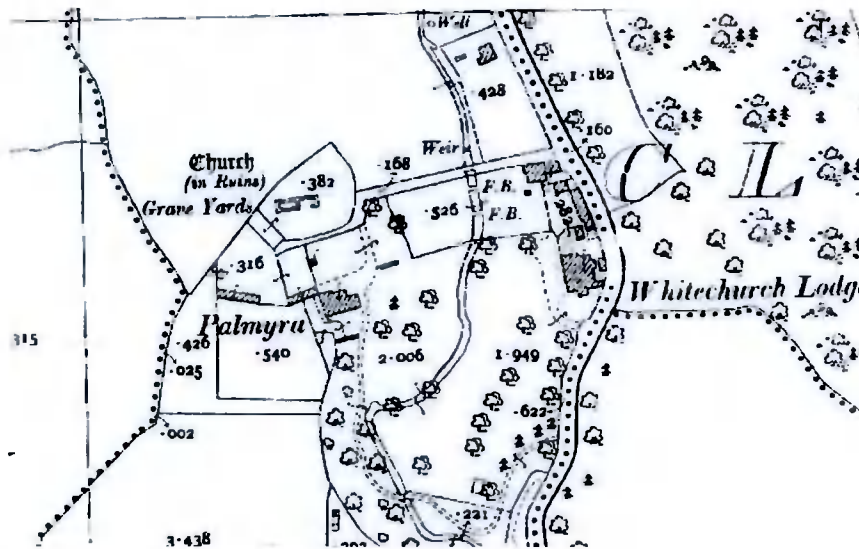 Well
1·182
·428
·160
Weir
Church
(in Ruins)
Grave Yards
·382
·168
F.B.
·526
F.B.
·282
C L
·316
Whitechurch Lodge
Palmyra
315
·426
·025
·540
2·006
1·949
·622
·002
·221
3·438